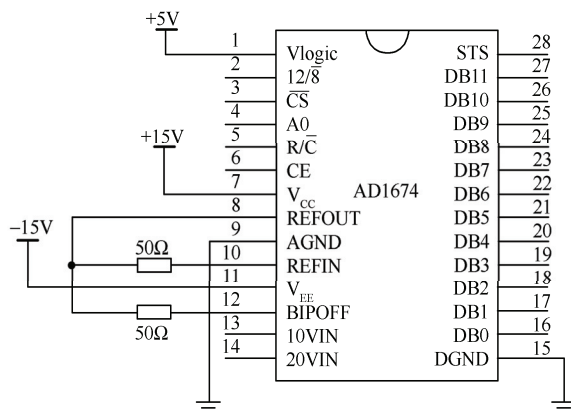 +5V
1 Vlogic STS 28
2 12/8̅ DB11 27
3 C̅S̅ DB10 26
4 A0 DB9 25
+15V
5 R/C̅ DB8 24
6 CE DB7 23
7 VCC AD1674 DB6 22
8 REFOUT DB5 21
−15V
9 AGND DB4 20
50Ω 10 REFIN DB3 19
11 VEE DB2 18
12 BIPOFF DB1 17
50Ω 13 10VIN DB0 16
14 20VIN DGND 15